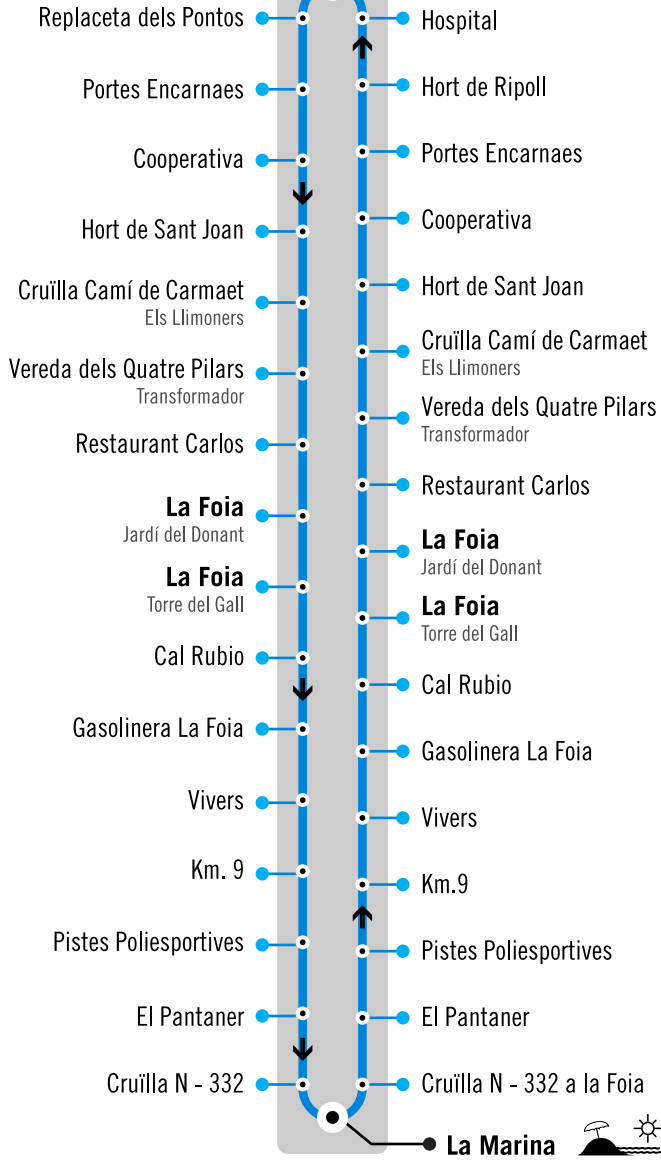 Replaceta dels Pontos
Portes Encarnaes
Cooperativa
Hort de Sant Joan
Cruïlla Camí de Carmaet
Els Llimoners
Vereda dels Quatre Pilars
Transformador
Restaurant Carlos
La Foia
Jardí del Donant
La Foia
Torre del Gall
Cal Rubio
Gasolinera La Foia
Vivers
Km. 9
Pistes Poliesportives
El Pantaner
Cruïlla N - 332
Hospital
Hort de Ripoll
Portes Encarnaes
Cooperativa
Hort de Sant Joan
Cruïlla Camí de Carmaet
Els Llimoners
Vereda dels Quatre Pilars
Transformador
Restaurant Carlos
La Foia
Jardí del Donant
La Foia
Torre del Gall
Cal Rubio
Gasolinera La Foia
Vivers
Km.9
Pistes Poliesportives
El Pantaner
Cruïlla N - 332 a la Foia
La Marina